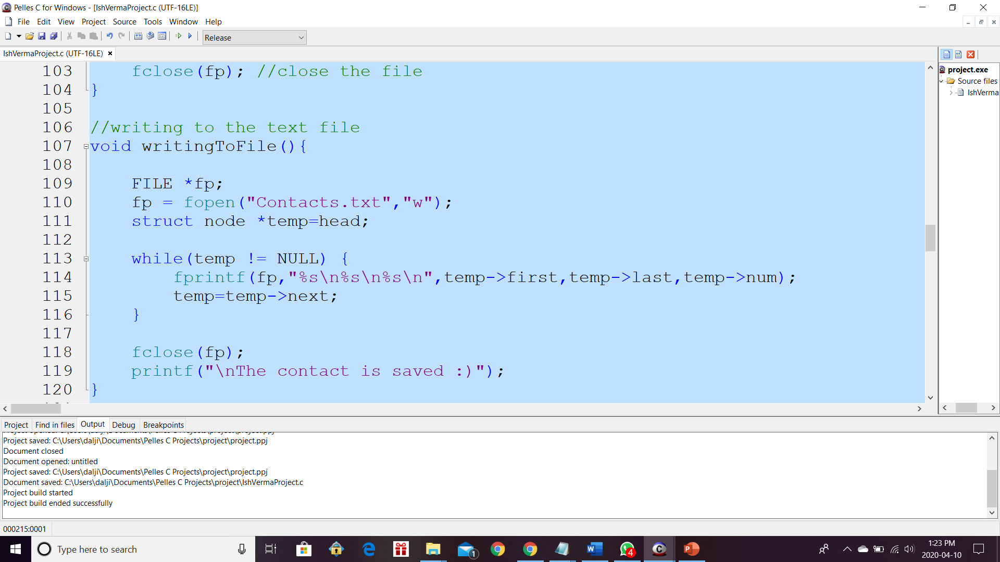 Pelles C for Windows - [IshVermaProject.c (UTF-16LE)]
File Edit View Project Source Tools Window Help
Release
IshVermaProject.c (UTF-16LE)
project.exe
Source files
IshVerma
103 fclose(fp); //close the file
104 }
105
106 //writing to the text file
107 void writingToFile(){
108
109 FILE *fp;
110 fp = fopen("Contacts.txt","w");
111 struct node *temp=head;
112
113 while(temp != NULL) {
114 fprintf(fp,"%s\n%s\n%s\n",temp->first,temp->last,temp->num);
115 temp=temp->next;
116 }
117
118 fclose(fp);
119 printf("\nThe contact is saved :)");
120 }
Project Find in files Output Debug Breakpoints
Project saved: C:\Users\dalji\Documents\Pelles C Projects\project\project.ppj
Document closed
Document opened: untitled
Project saved: C:\Users\dalji\Documents\Pelles C Projects\project\project.ppj
Document saved: C:\Users\dalji\Documents\Pelles C Projects\project\IshVermaProject.c
Project build started
Project build ended successfully
000215:0001
Type here to search
1
4
1:23 PM
2020-04-10